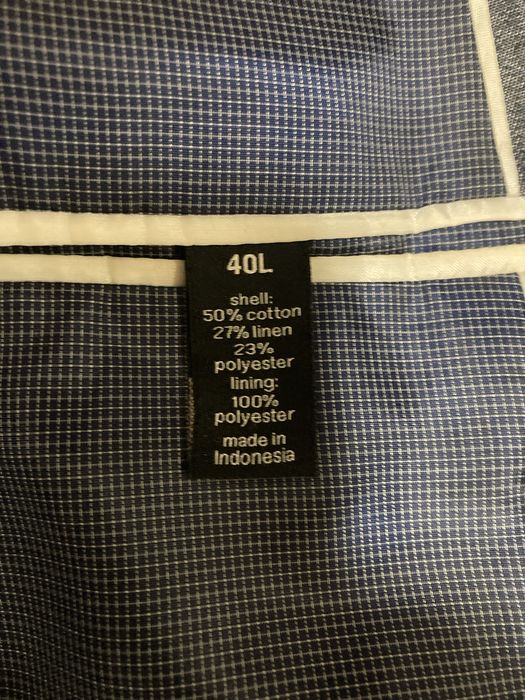 40L
shell:
50% cotton
27% linen
23%
polyester
lining:
100%
polyester
made in
Indonesia